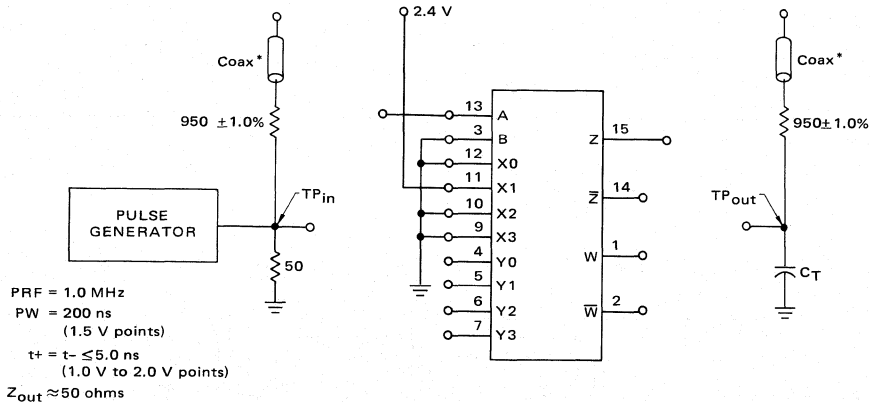 2.4 V
Coax*
950 ±1.0%
TPin
PULSE
GENERATOR
50
PRF = 1.0 MHz
PW = 200 ns
(1.5 V points)
t+ = t− ≤5.0 ns
(1.0 V to 2.0 V points)
Zout ≈50 ohms
13 A
3 B
12 X0
11 X1
10 X2
9 X3
4 Y0
5 Y1
6 Y2
7 Y3
Z 15
Z̅ 14
W 1
W̅ 2
Coax*
950±1.0%
TPout
CT